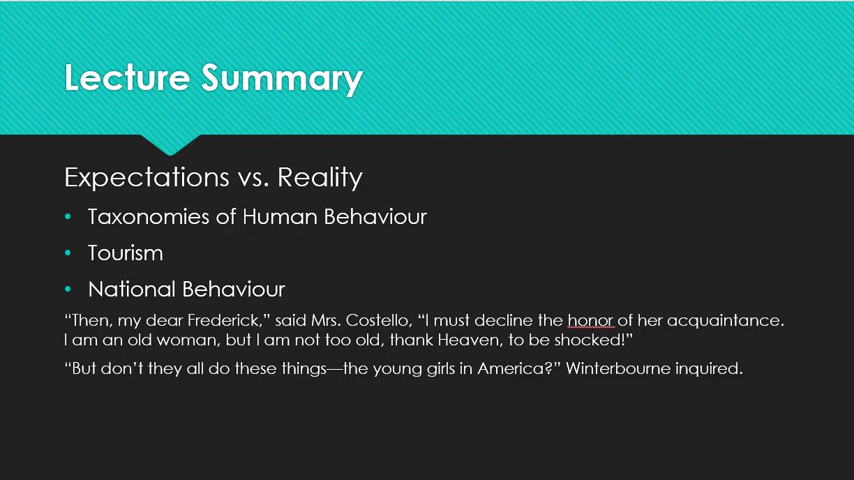 Lecture Summary
Expectations vs. Reality
• Taxonomies of Human Behaviour
• Tourism
• National Behaviour
“Then, my dear Frederick,” said Mrs. Costello, “I must decline the honor of her acquaintance.
I am an old woman, but I am not too old, thank Heaven, to be shocked!”
“But don’t they all do these things—the young girls in America?” Winterbourne inquired.